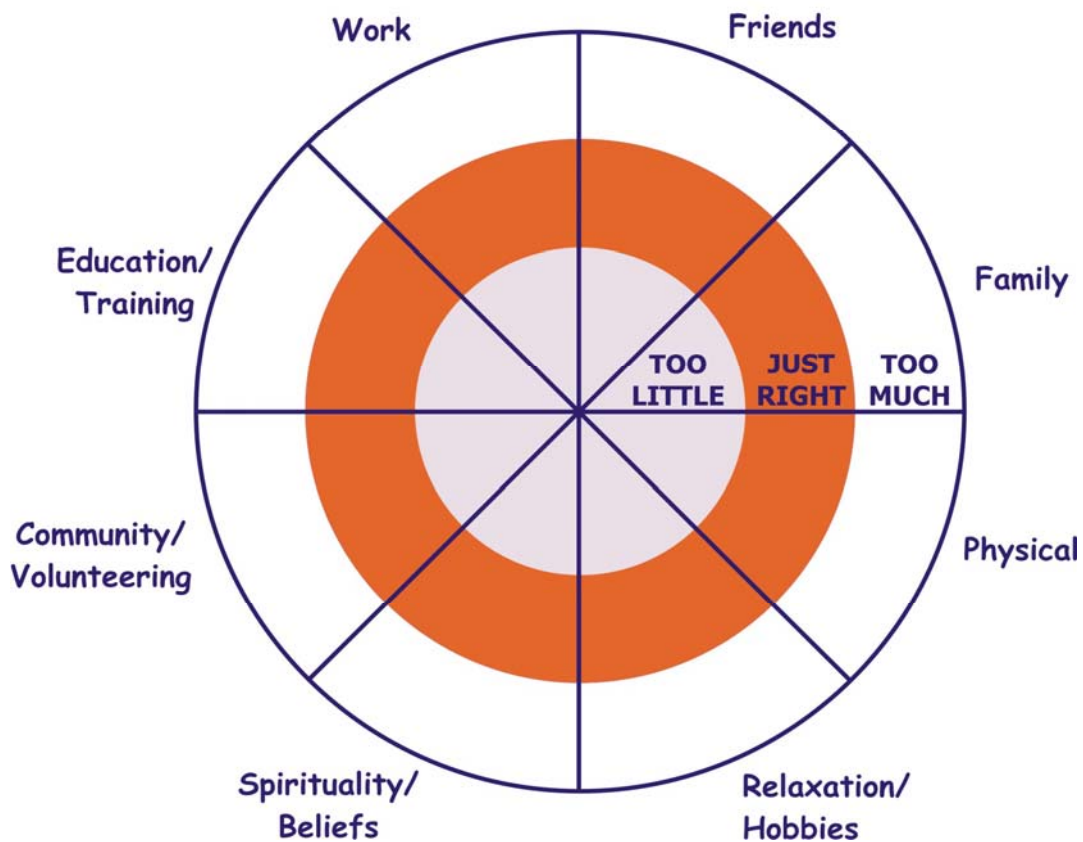 Work
Friends
Education/
Training
Family
TOO
LITTLE
JUST
RIGHT
TOO
MUCH
Community/
Volunteering
Physical
Spirituality/
Beliefs
Relaxation/
Hobbies